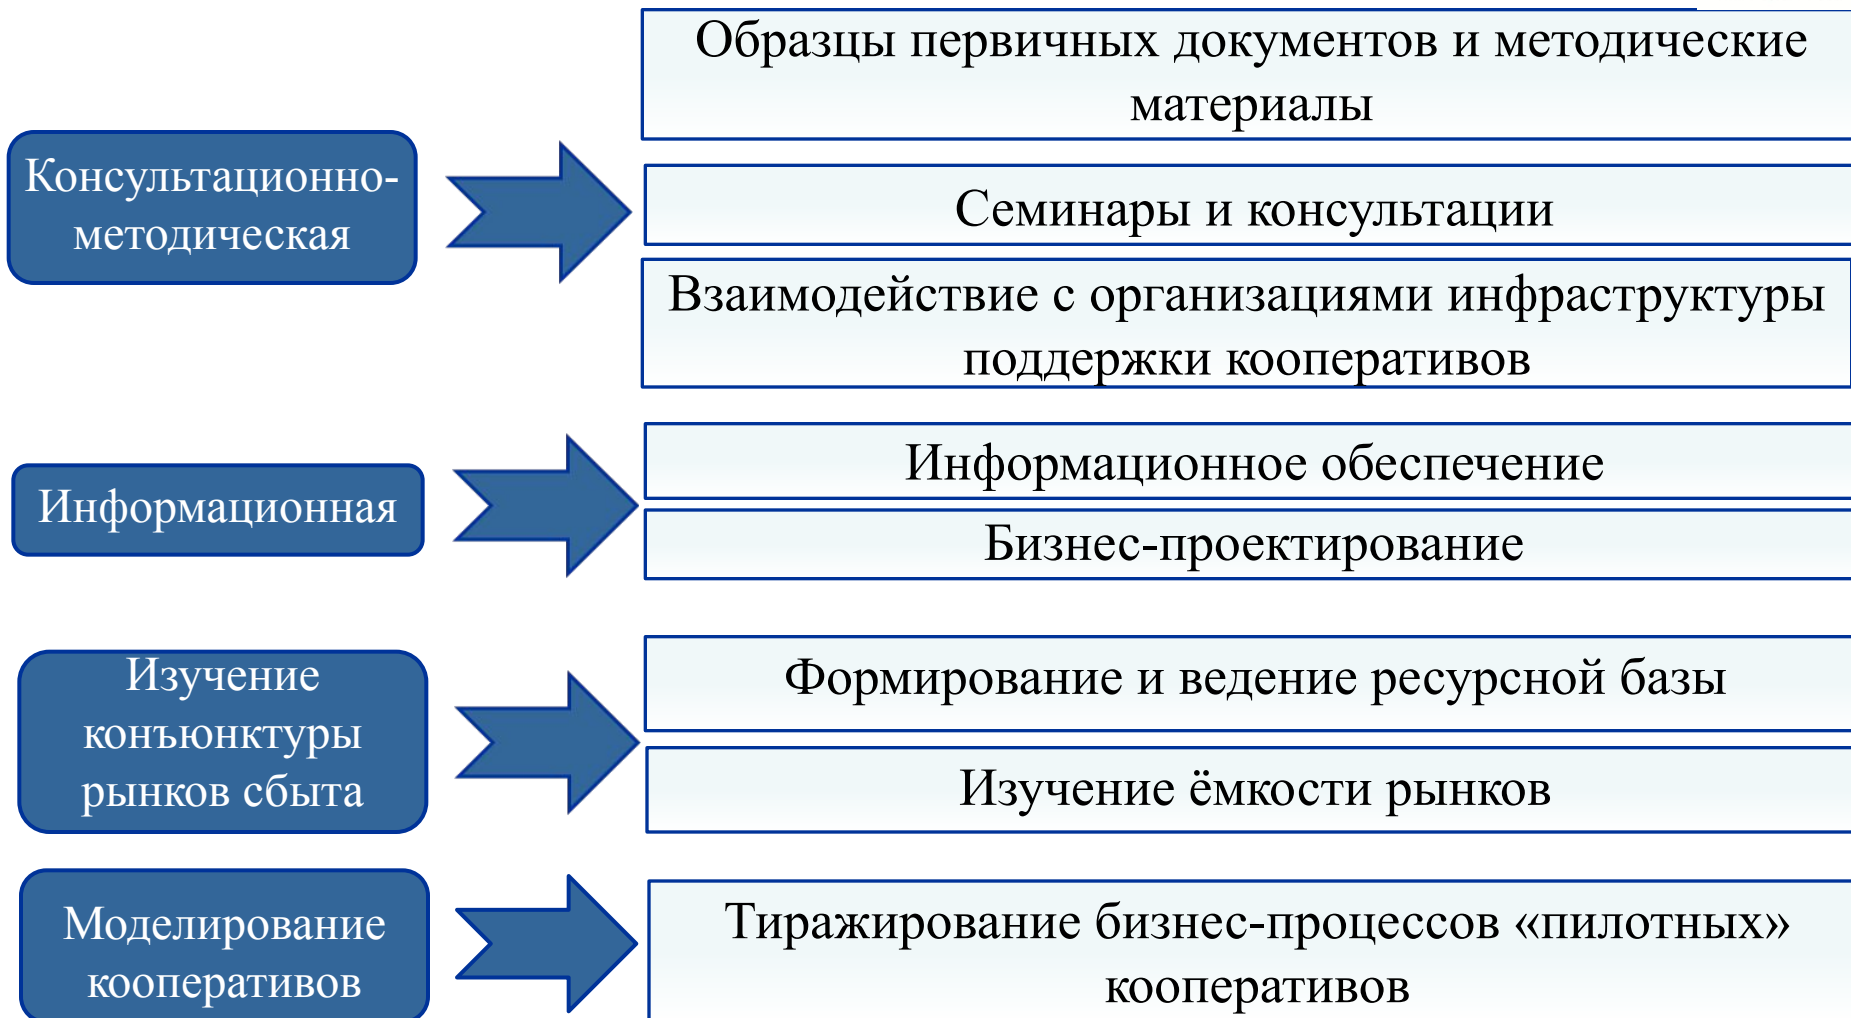 Консультационно-
методическая
Образцы первичных документов и методические
материалы
Семинары и консультации
Взаимодействие с организациями инфраструктуры
поддержки кооперативов
Информационная
Информационное обеспечение
Бизнес-проектирование
Изучение
конъюнктуры
рынков сбыта
Формирование и ведение ресурсной базы
Изучение ёмкости рынков
Моделирование
кооперативов
Тиражирование бизнес-процессов «пилотных»
кооперативов